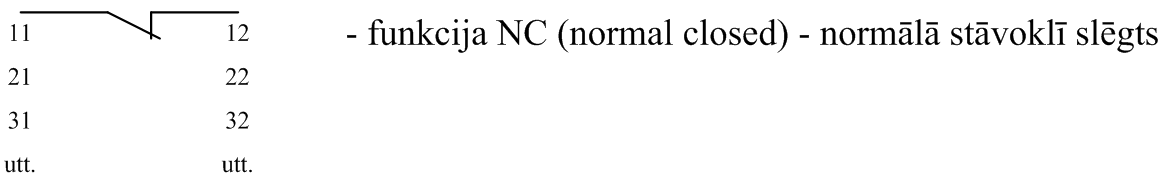 11 12 - funkcija NC (normal closed) - normālā stāvoklī slēgts
21 22
31 32
utt. utt.